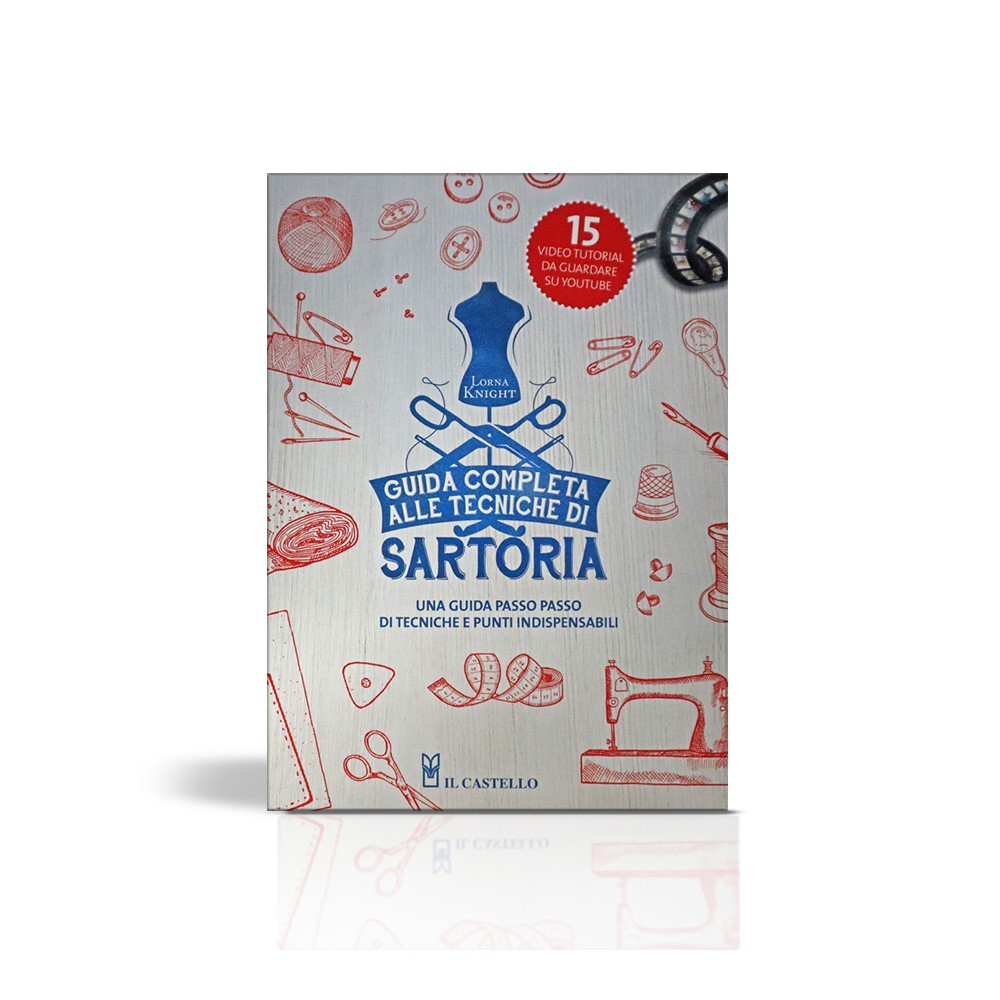 15
VIDEO TUTORIAL
DA GUARDARE
SU YOUTUBE
LORNA
KNIGHT
GUIDA COMPLETA
ALLE TECNICHE DI
SARTORIA
UNA GUIDA PASSO PASSO
DI TECNICHE E PUNTI INDISPENSABILI
IL CASTELLO